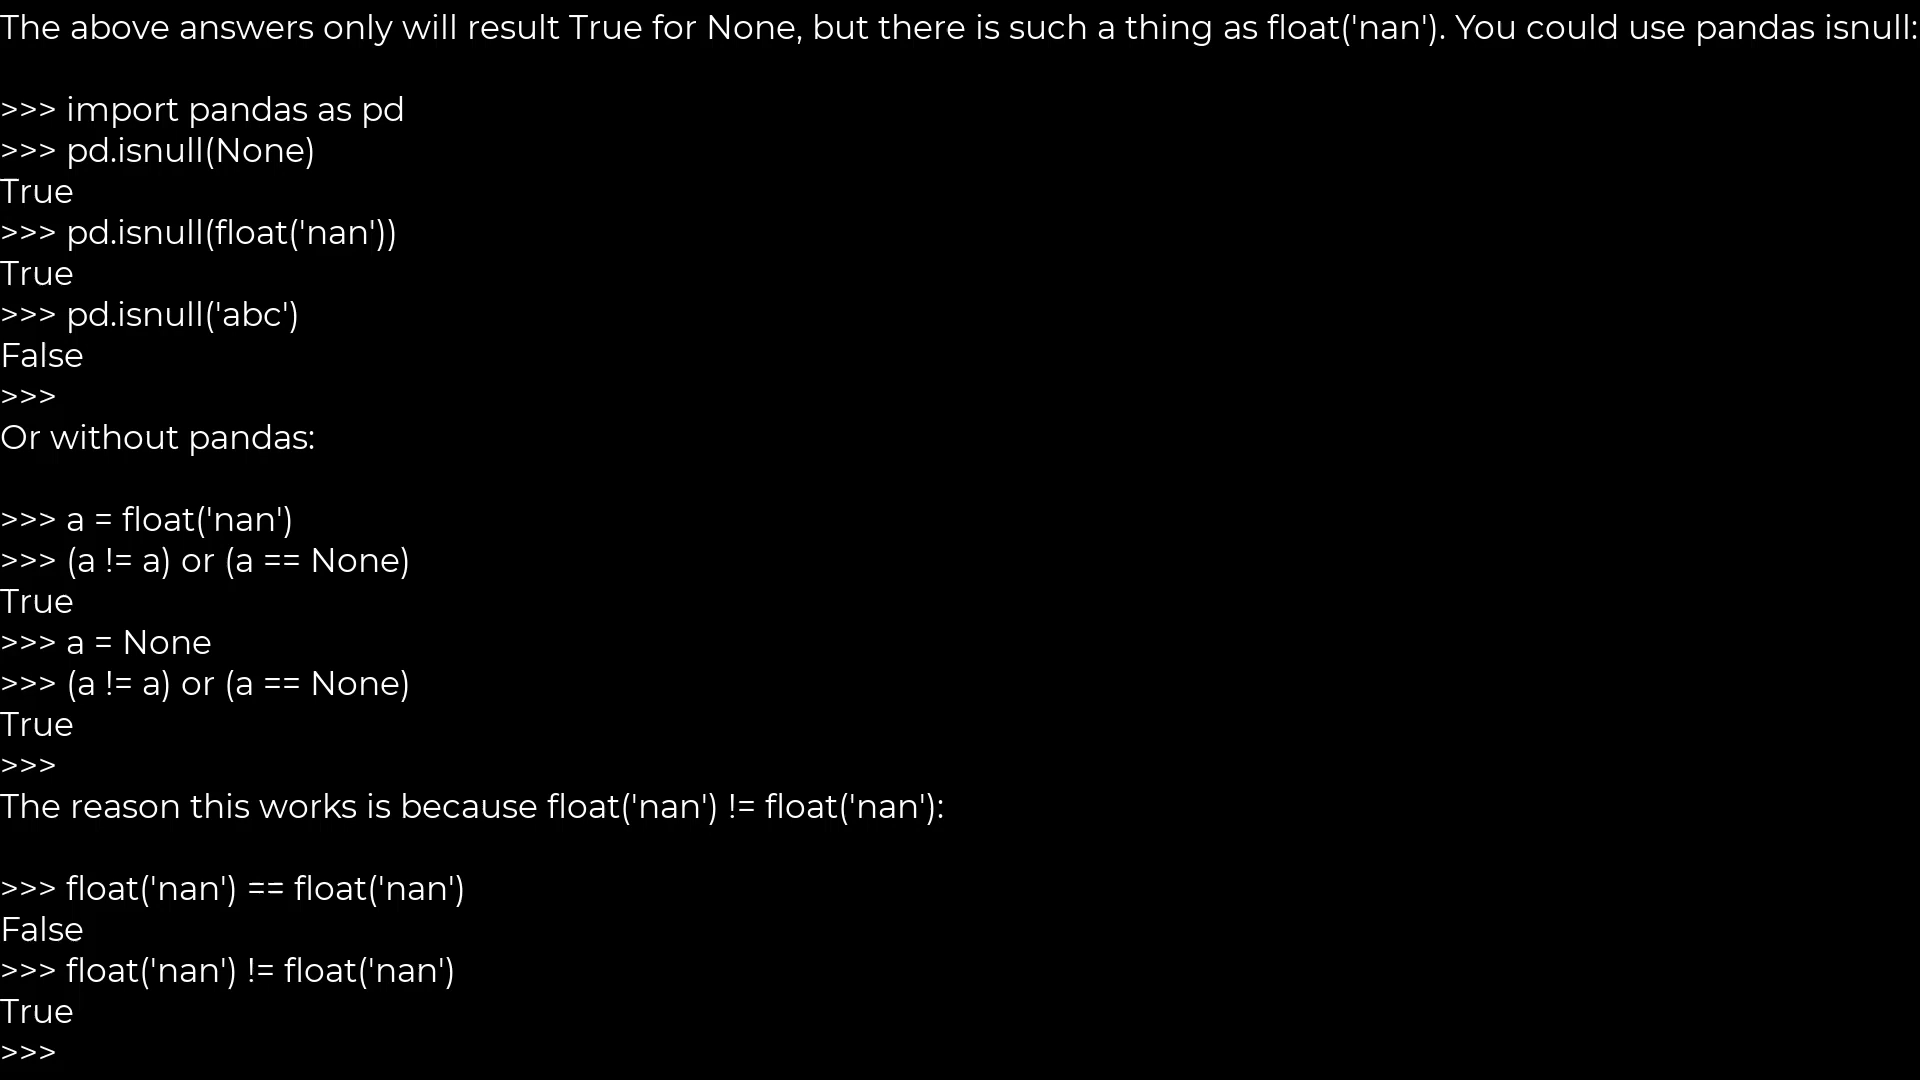 The above answers only will result True for None, but there is such a thing as float('nan'). You could use pandas isnull:
>>> import pandas as pd
>>> pd.isnull(None)
True
>>> pd.isnull(float('nan'))
True
>>> pd.isnull('abc')
False
>>>
Or without pandas:
>>> a = float('nan')
>>> (a != a) or (a == None)
True
>>> a = None
>>> (a != a) or (a == None)
True
>>>
The reason this works is because float('nan') != float('nan'):
>>> float('nan') == float('nan')
False
>>> float('nan') != float('nan')
True
>>>